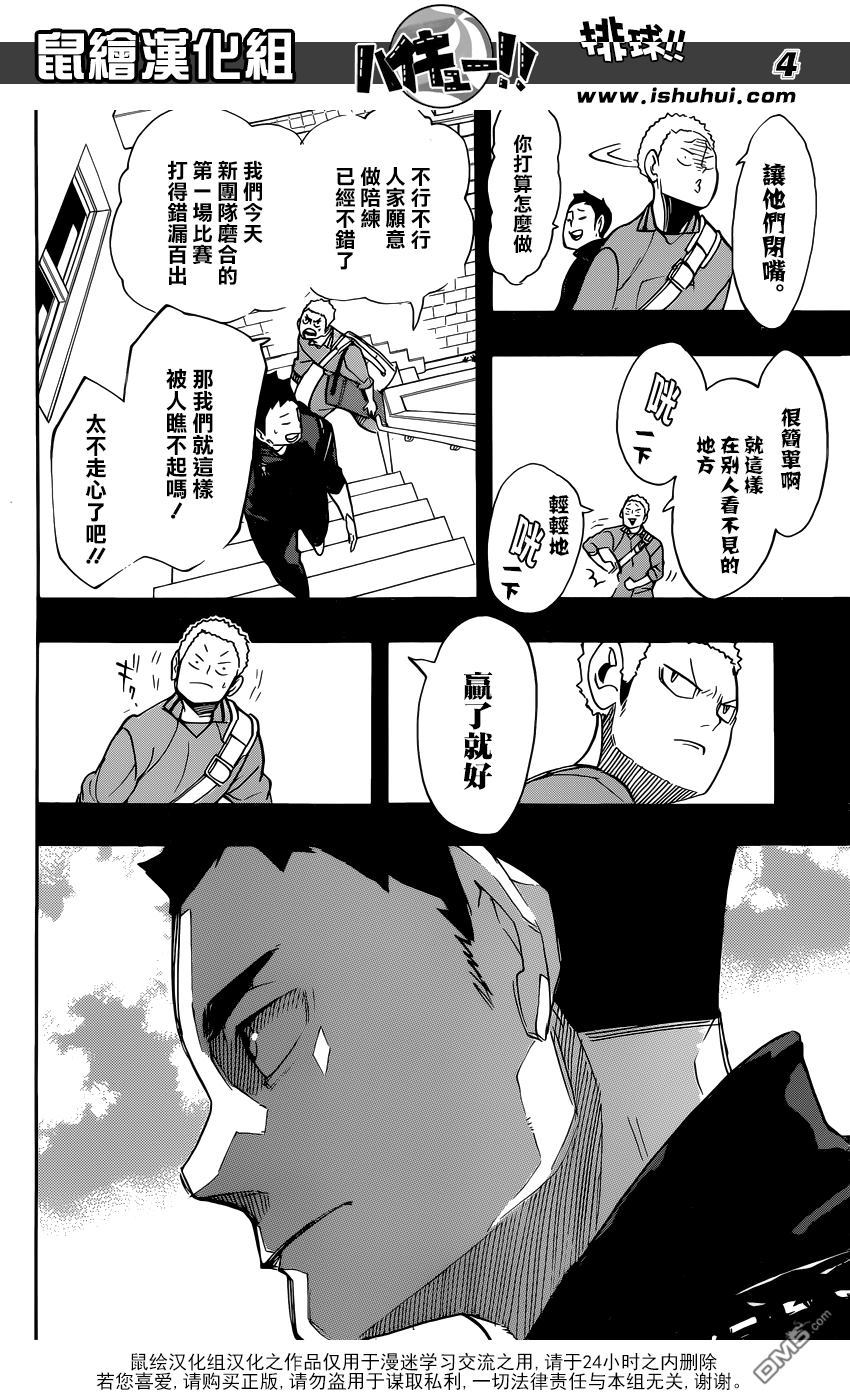 鼠繪漢化組
ハイキュー!!
排球!!
4
www.ishuhui.com
讓他們閉嘴。
你打算怎麼做
很簡單啊
就這樣
在別人看不見的
地方
咣
一下
輕輕地
咣
一下
不行不行
人家願意
做陪練
已經不錯了
我們今天
新團隊磨合的
第一場比賽
打得錯漏百出
那我們就這樣
被人瞧不起嗎！
太不走心了吧!!
贏了就好
鼠绘汉化组汉化之作品仅用于漫迷学习交流之用, 请于24小时之内删除
若您喜爱, 请购买正版, 请勿用于谋取私利, 一切法律责任与本组无关, 谢谢.
DM5.com